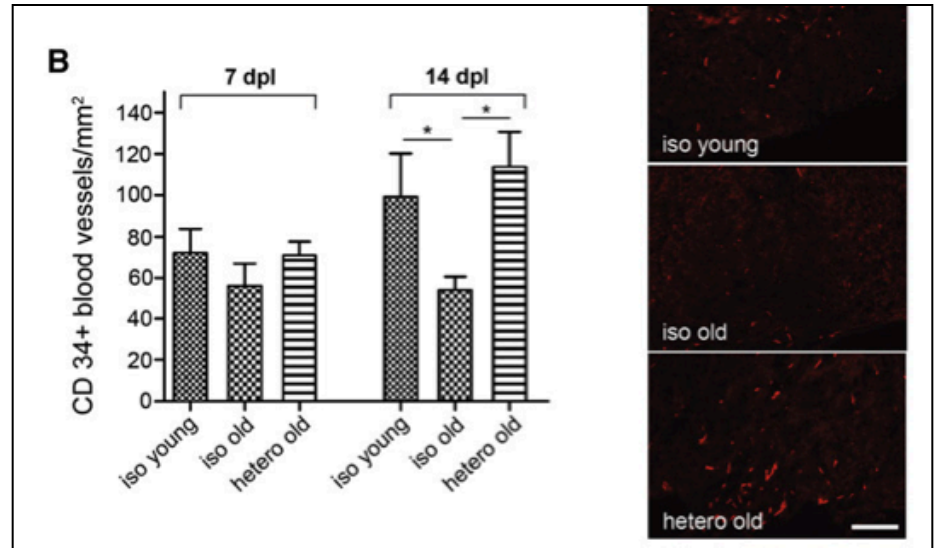 B
7 dpl
14 dpl
CD 34+ blood vessels/mm²
140
120
100
80
60
40
20
0
*
*
iso young
iso old
hetero old
iso young
iso old
hetero old
iso young
iso old
hetero old